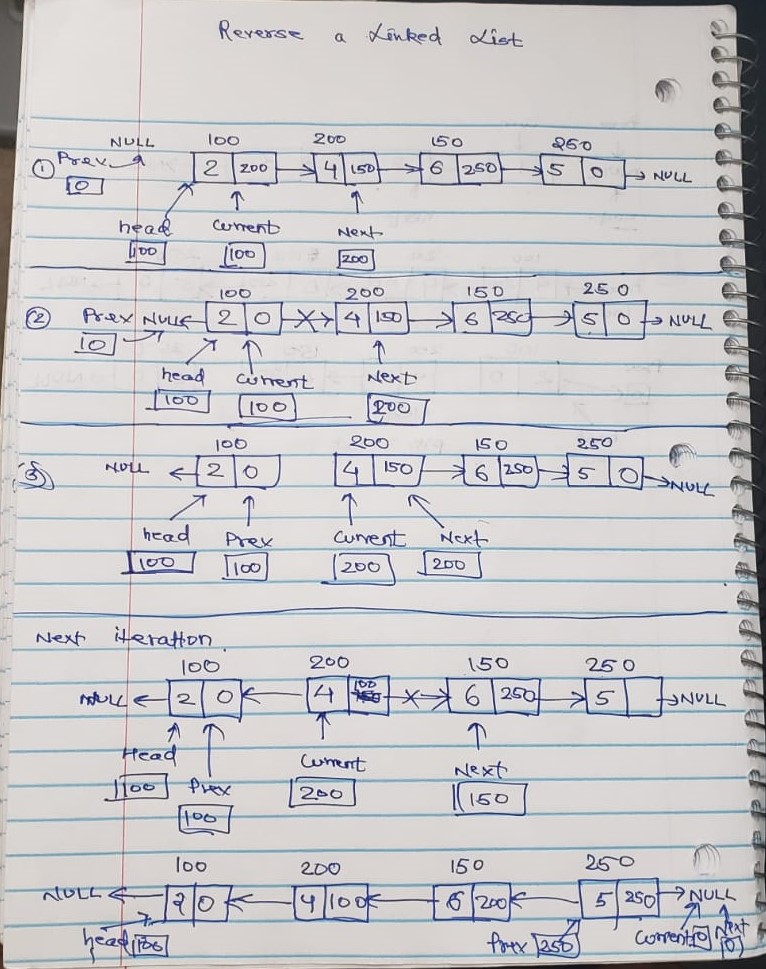 Reverse a Linked List
NULL 100 200 150 250
① Prev 2 200 4 150 6 250 5 0 NULL
0
head current Next
100 100 200
100 200 150 250
② Prev NULL 2 0 4 150 6 250 5 0 NULL
0
head current Next
100 100 200
100 200 150 250
③ NULL 2 0 4 150 6 250 5 0 NULL
head Prev Current Next
100 100 200 200
Next iteration.
100 200 150 250
NULL 2 0 4 100 6 250 5 NULL
Head Current Next
100 Prev 200 150
100
100 200 150 250
NULL 2 0 4 100 6 200 5 250 NULL
head 100 Prev 250 Current 0 Next
0